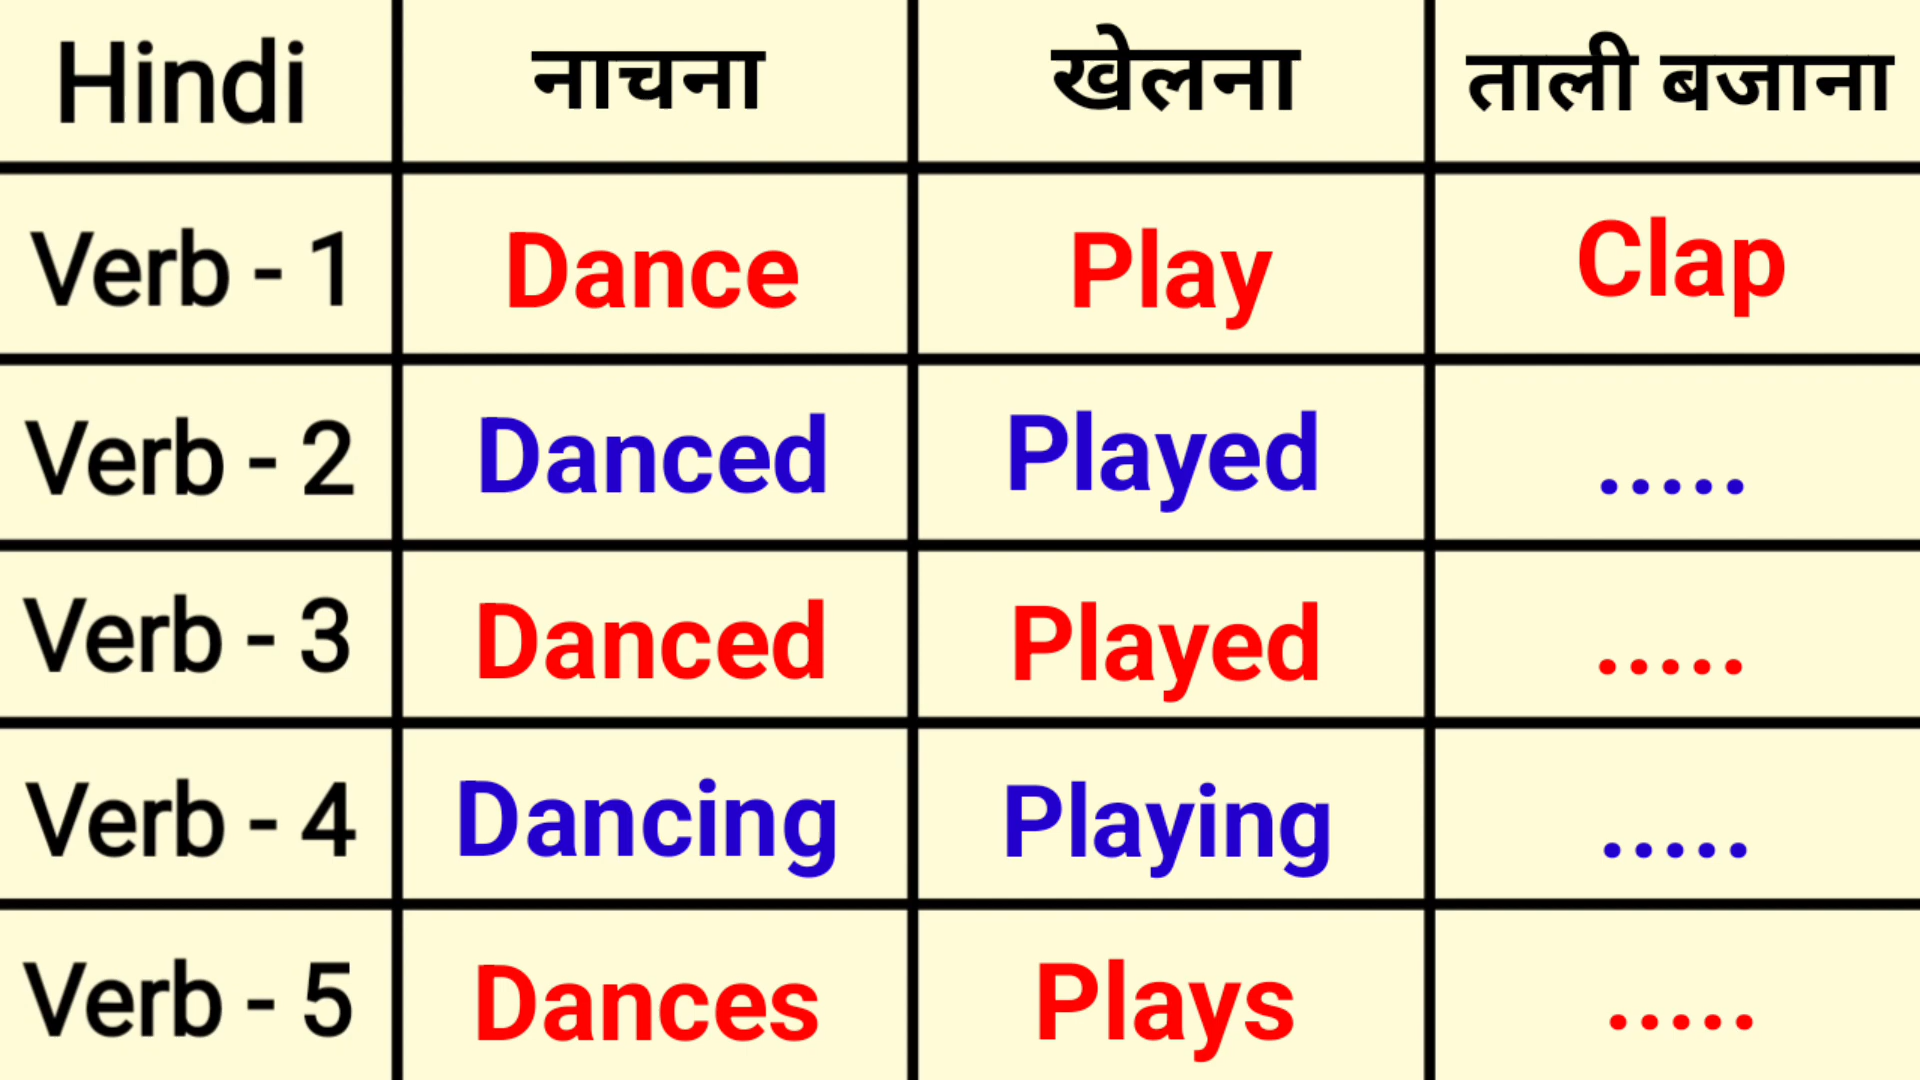 Hindi नाचना खेलना ताली बजाना
Verb - 1 Dance Play Clap
Verb - 2 Danced Played .....
Verb - 3 Danced Played .....
Verb - 4 Dancing Playing .....
Verb - 5 Dances Plays .....